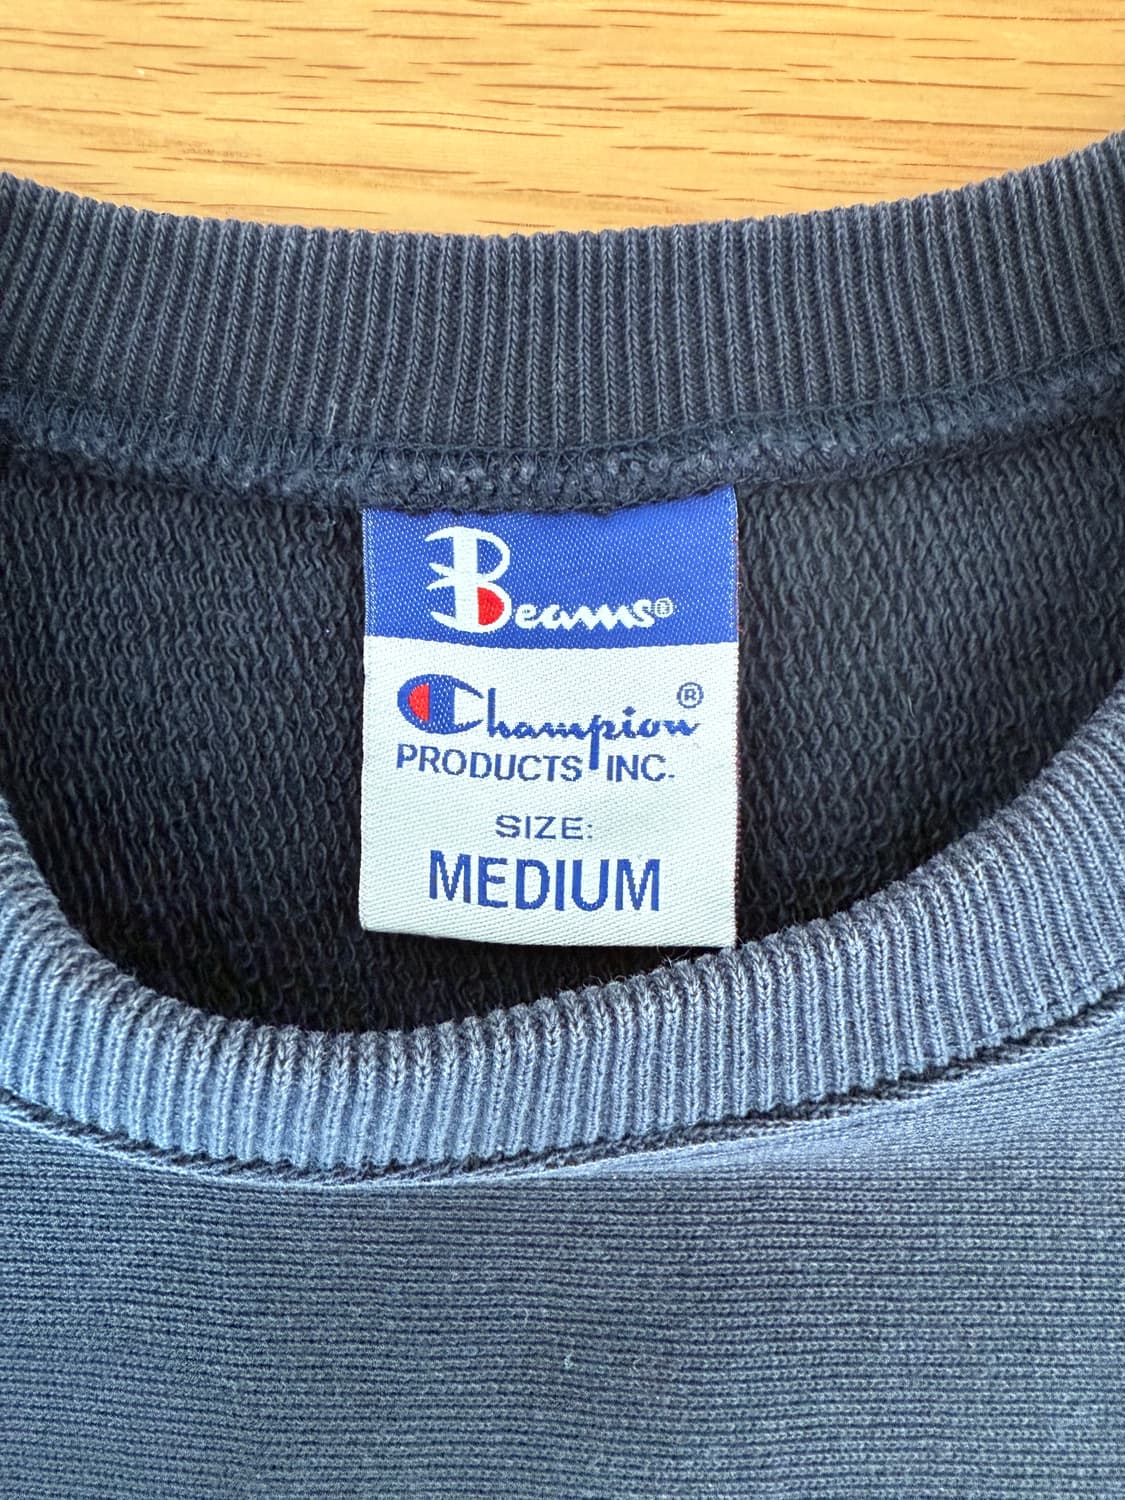 Beams®
Champion®
PRODUCTS INC.
SIZE:
MEDIUM